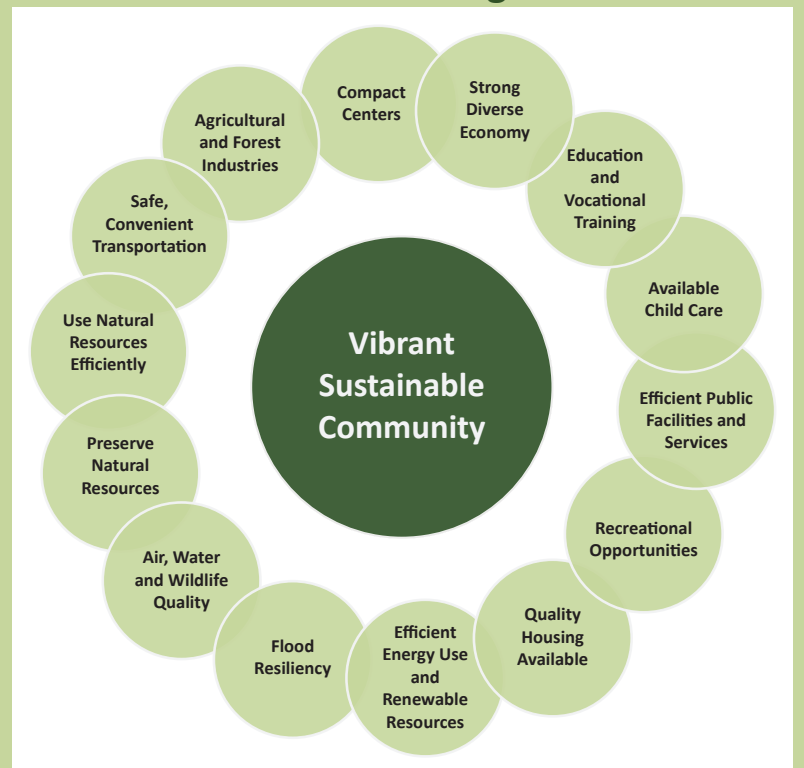 Compact
Centers
Strong
Diverse
Economy
Education
and
Vocational
Training
Available
Child Care
Efficient Public
Facilities and
Services
Recreational
Opportunities
Quality
Housing
Available
Efficient
Energy Use
and
Renewable
Resources
Flood
Resiliency
Air, Water
and Wildlife
Quality
Preserve
Natural
Resources
Use Natural
Resources
Efficiently
Safe,
Convenient
Transportation
Agricultural
and Forest
Industries
Vibrant
Sustainable
Community